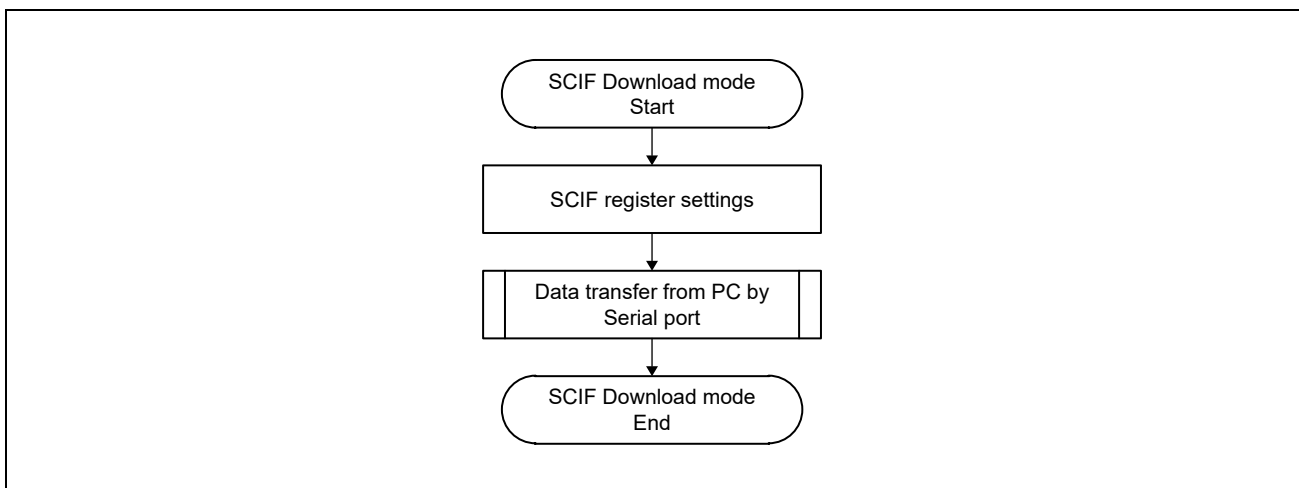 SCIF Download mode
Start
SCIF register settings
Data transfer from PC by
Serial port
SCIF Download mode
End